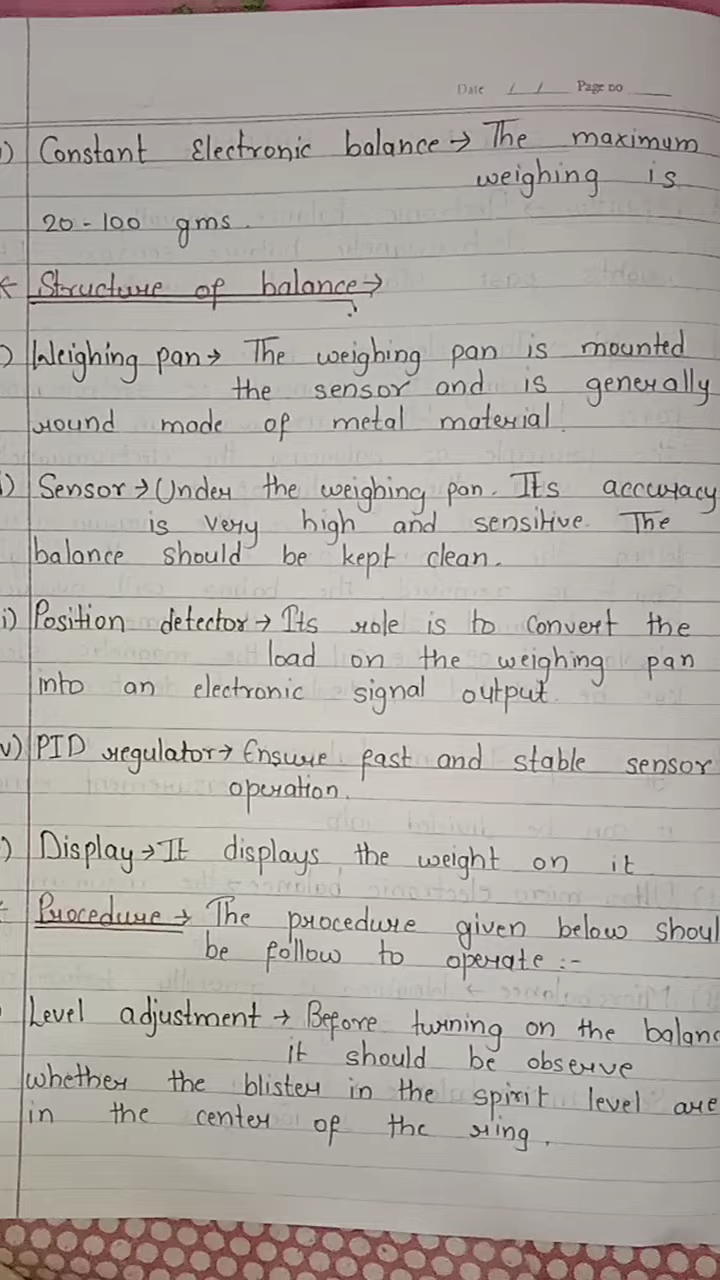 Date / / Page no
) Constant Electronic balance → The maximum
weighing is
20-100 gms.
Structure of balance →
) Weighing pan → The weighing pan is mounted
the sensor and is generally
round made of metal material.
i) Sensor → Under the weighing pan. Its accuracy
is very high and sensitive. The
balance should be kept clean.
i) Position detector → Its role is to convert the
load on the weighing pan
into an electronic signal output.
v) PID regulator → Ensure fast and stable sensor
operation.
) Display → It displays the weight on it
Procedure → The procedure given below shoul
be follow to operate :-
Level adjustment → Before turning on the balanc
it should be observe
whether the blister in the spirit level are
in the center of the ring.